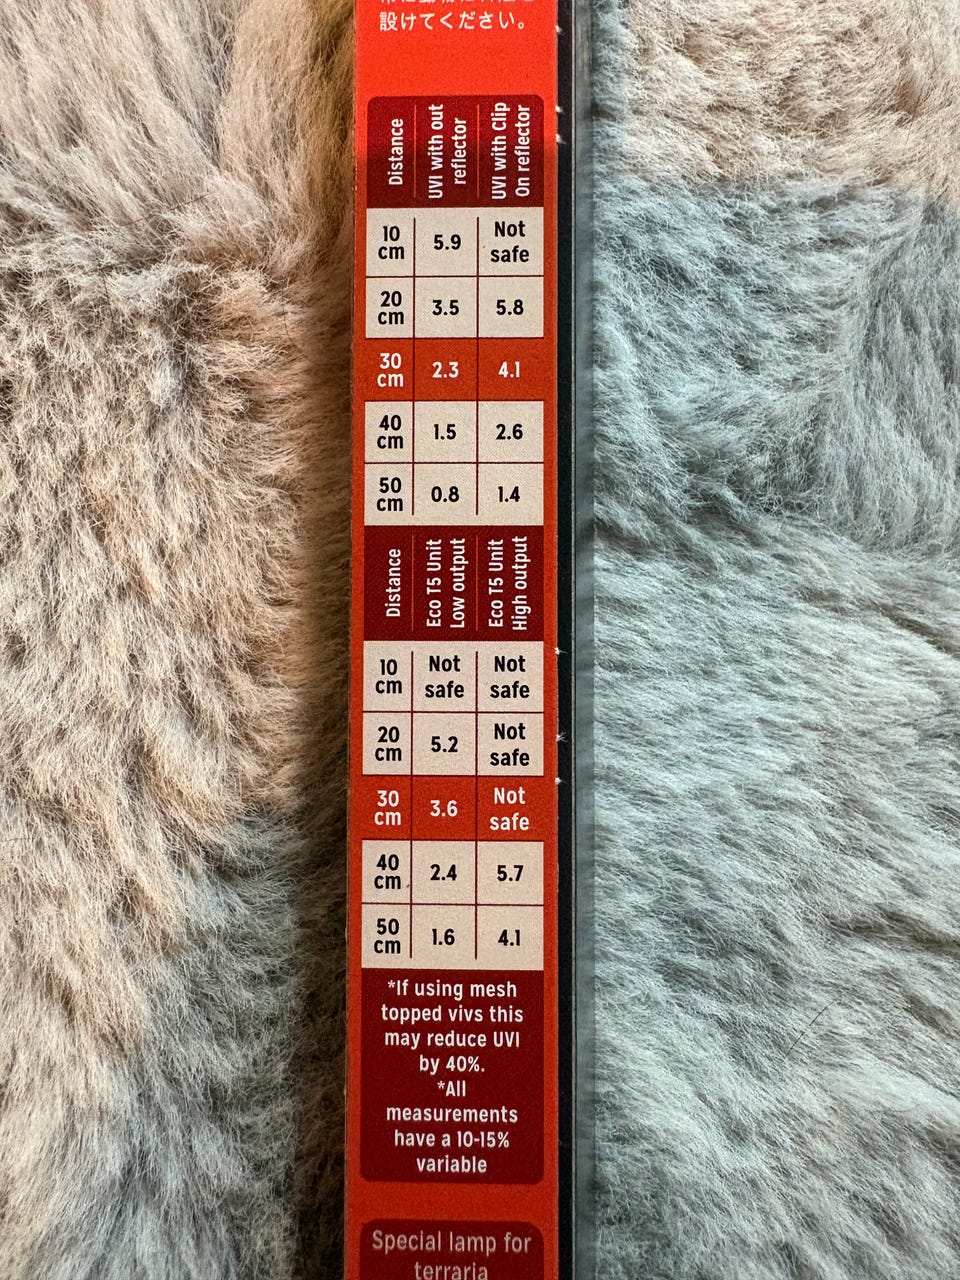 設けてください。
Distance
UVI with out
reflector
UVI with Clip
On reflector
10
cm
5.9
Not
safe
20
cm
3.5
5.8
30
cm
2.3
4.1
40
cm
1.5
2.6
50
cm
0.8
1.4
Distance
Eco T5 Unit
Low output
Eco T5 Unit
High output
10
cm
Not
safe
Not
safe
20
cm
5.2
Not
safe
30
cm
3.6
Not
safe
40
cm
2.4
5.7
50
cm
1.6
4.1
*If using mesh
topped vivs this
may reduce UVI
by 40%.
*All
measurements
have a 10-15%
variable
Special lamp for
terraria